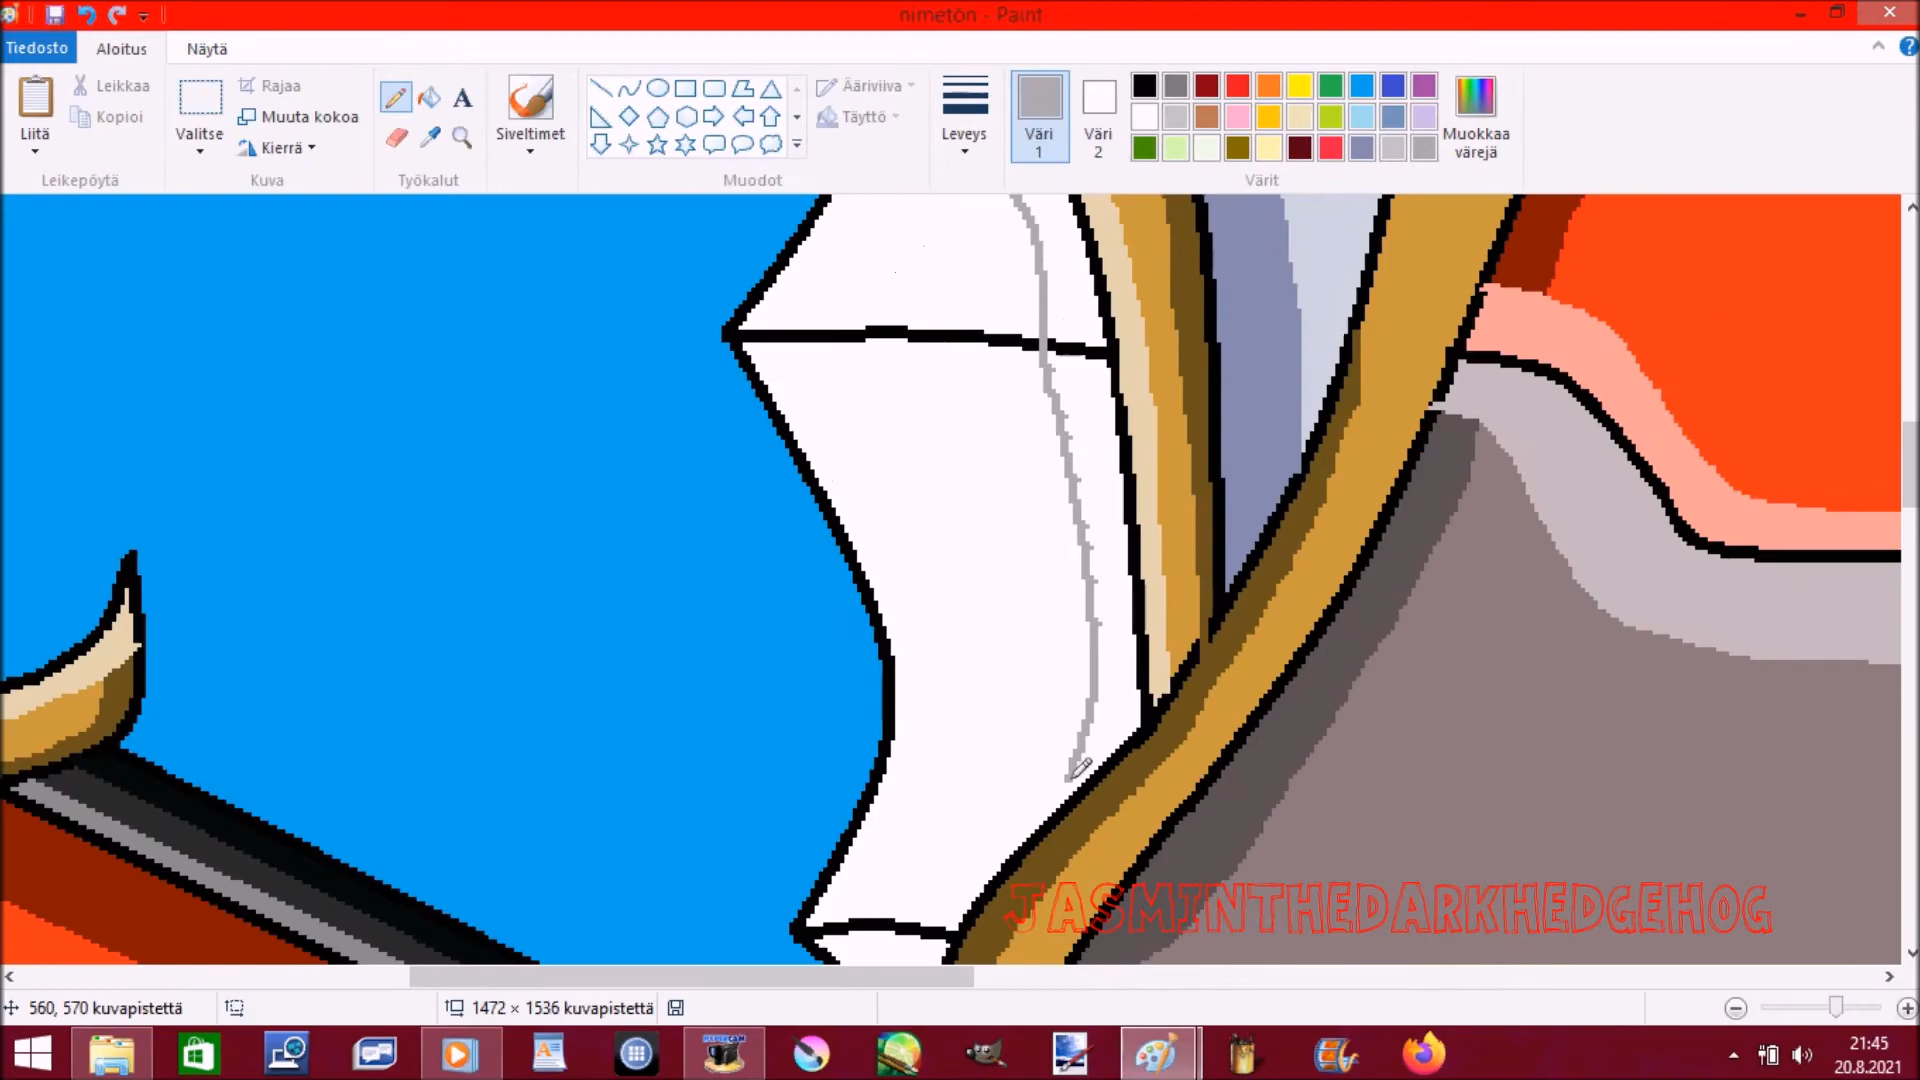 nimetön - Paint
Tiedosto Aloitus Näytä
Liitä
Leikkaa
Kopioi
Leikepöytä
Valitse
Rajaa
Muuta kokoa
Kierrä
Kuva
A
Työkalut
Siveltimet
Muodot
Ääriviiva
Täyttö
Leveys
Väri 1
Väri 2
Värit
Muokkaa värejä
JASMINTHEDARKHEDGEHOG
560, 570 kuvapistettä
1472 × 1536 kuvapistettä
21:45
20.8.2021